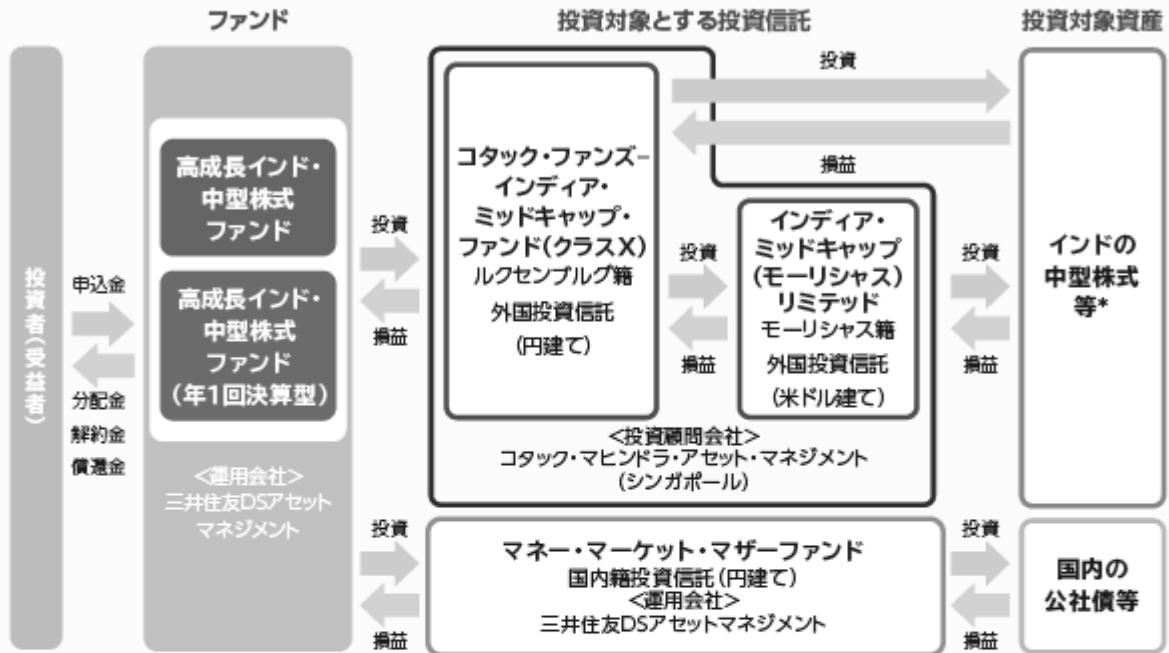 ファンド
投資対象とする投資信託
投資対象資産
投資者(受益者)
申込金
分配金
解約金
償還金
高成長インド・
中型株式
ファンド
高成長インド・
中型株式
ファンド
(年1回決算型)
<運用会社>
三井住友DSアセット
マネジメント
投資
損益
コタック・ファンズ−
インディア・
ミッドキャップ・
ファンド(クラスX)
ルクセンブルグ籍
外国投資信託
(円建て)
投資
損益
投資
損益
インディア・
ミッドキャップ
(モーリシャス)
リミテッド
モーリシャス籍
外国投資信託
(米ドル建て)
<投資顧問会社>
コタック・マヒンドラ・アセット・マネジメント
(シンガポール)
投資
損益
インドの
中型株式
等*
投資
損益
マネー・マーケット・マザーファンド
国内籍投資信託(円建て)
<運用会社>
三井住友DSアセットマネジメント
投資
損益
国内の
公社債等